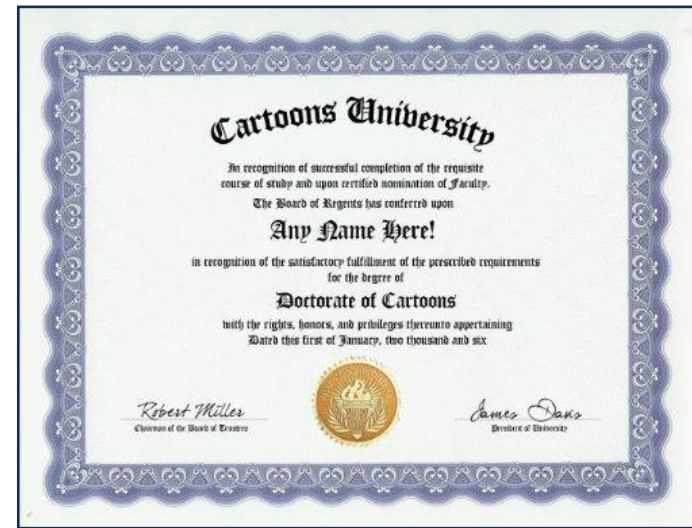 Cartoons University
In recognition of successful completion of the requisite
course of study and upon certified nomination of Faculty.
The Board of Regents has conferred upon
Any Name Here!
in recognition of the satisfactory fulfillment of the prescribed requirements
for the degree of
Doctorate of Cartoons
with the rights, honors, and privileges thereunto appertaining
Dated this first of January, two thousand and six
Robert Miller
Chairman of the Board of Trustees
James Davis
President of University